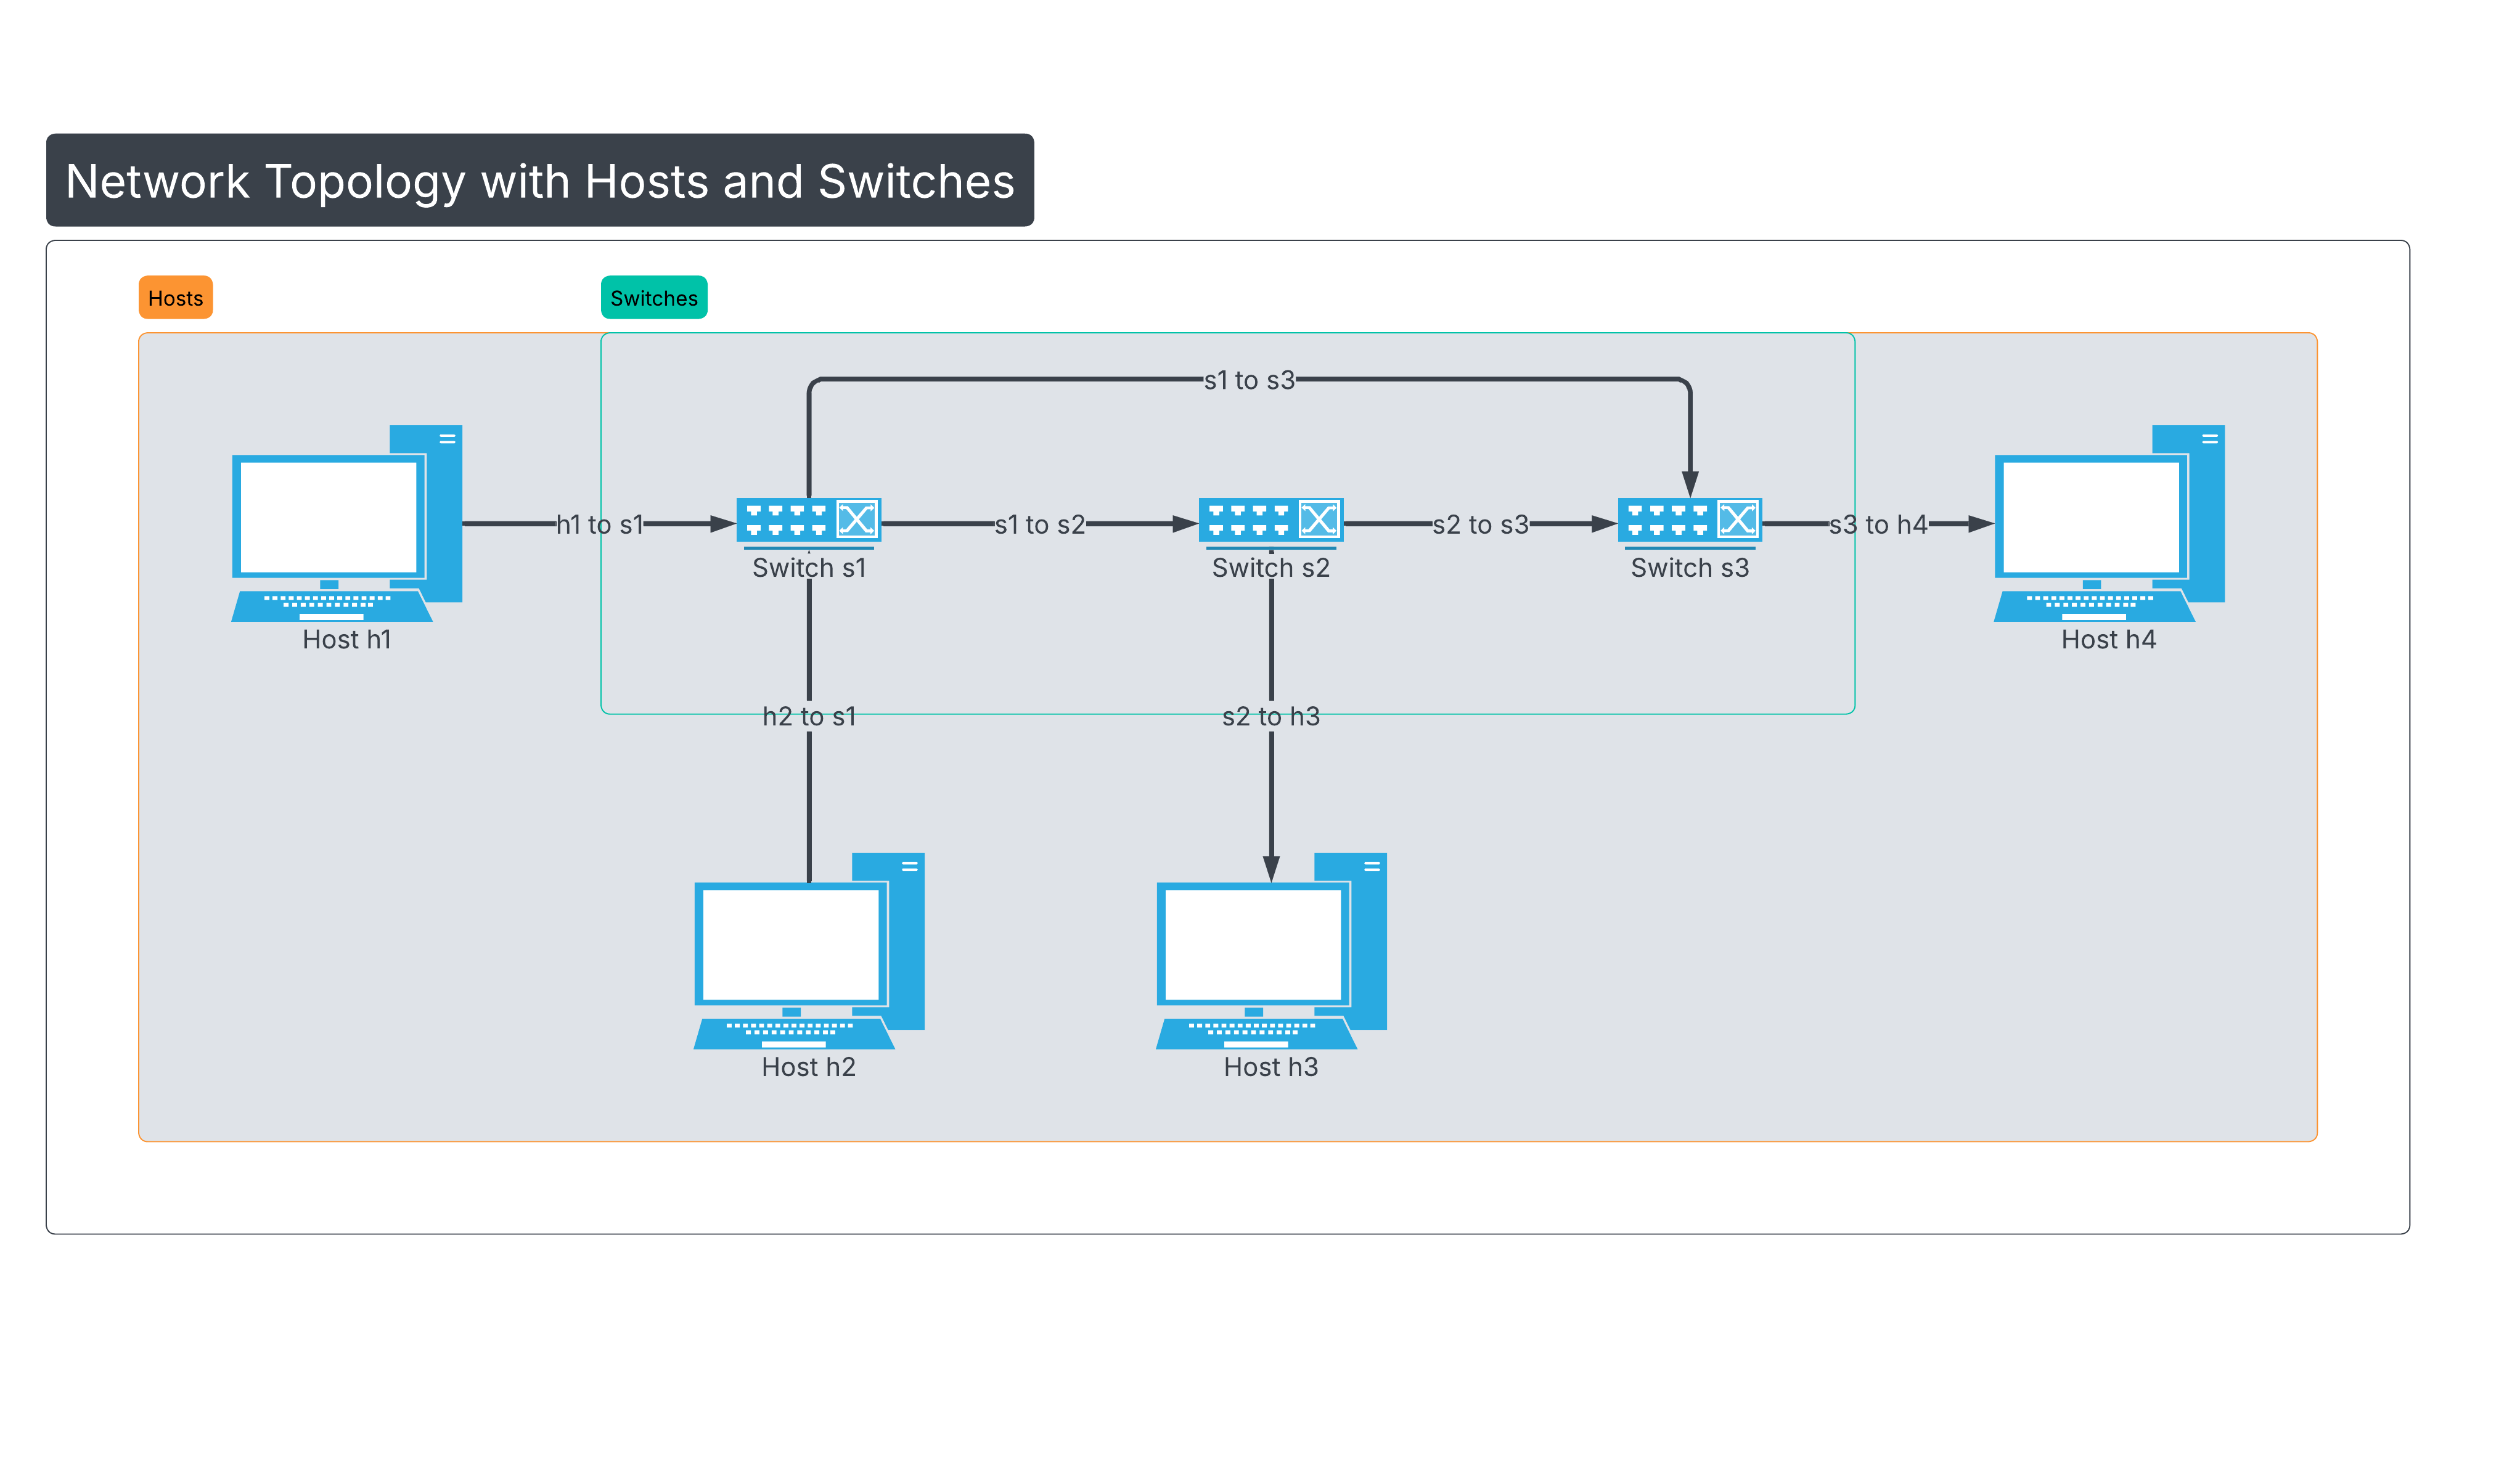 Network Topology with Hosts and Switches
Hosts
Switches
s1 to s3
h1 to s1
s1 to s2
s2 to s3
s3 to h4
Switch s1
Switch s2
Switch s3
Host h1
Host h4
h2 to s1
s2 to h3
Host h2
Host h3